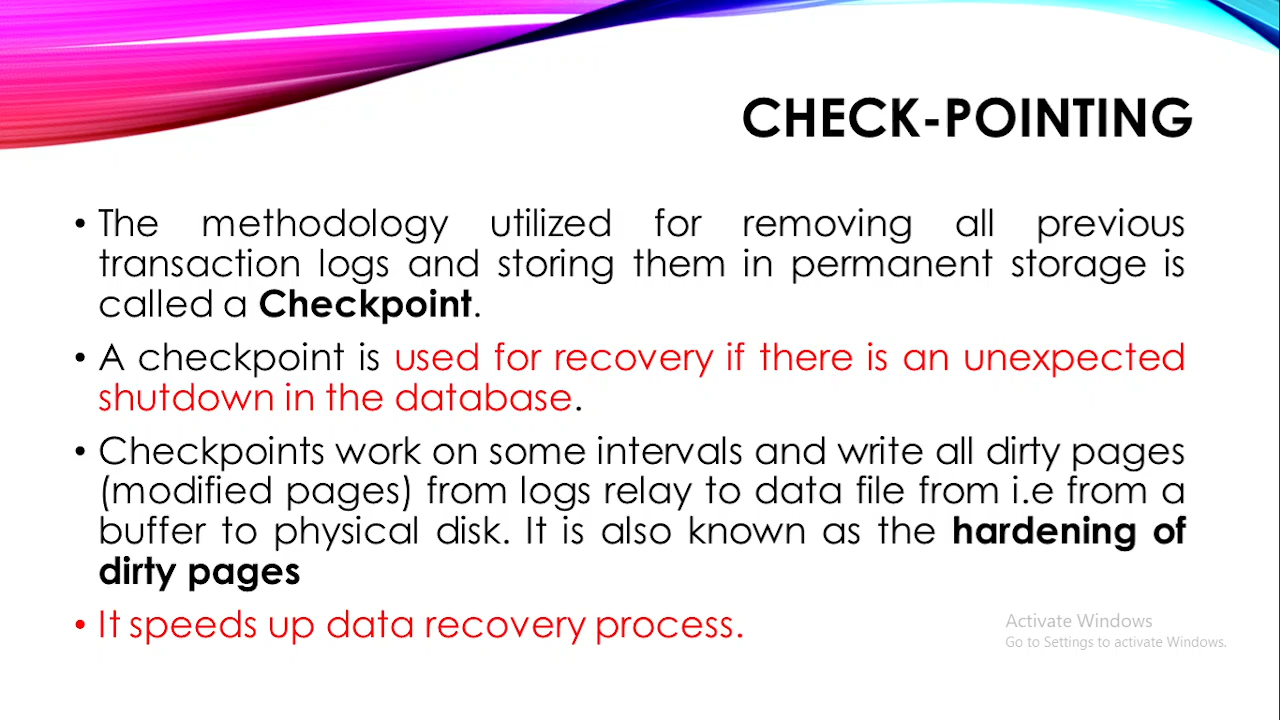 CHECK-POINTING
• The methodology utilized for removing all previous
transaction logs and storing them in permanent storage is
called a Checkpoint.
• A checkpoint is used for recovery if there is an unexpected
shutdown in the database.
• Checkpoints work on some intervals and write all dirty pages
(modified pages) from logs relay to data file from i.e from a
buffer to physical disk. It is also known as the hardening of
dirty pages
• It speeds up data recovery process.
Activate Windows
Go to Settings to activate Windows.